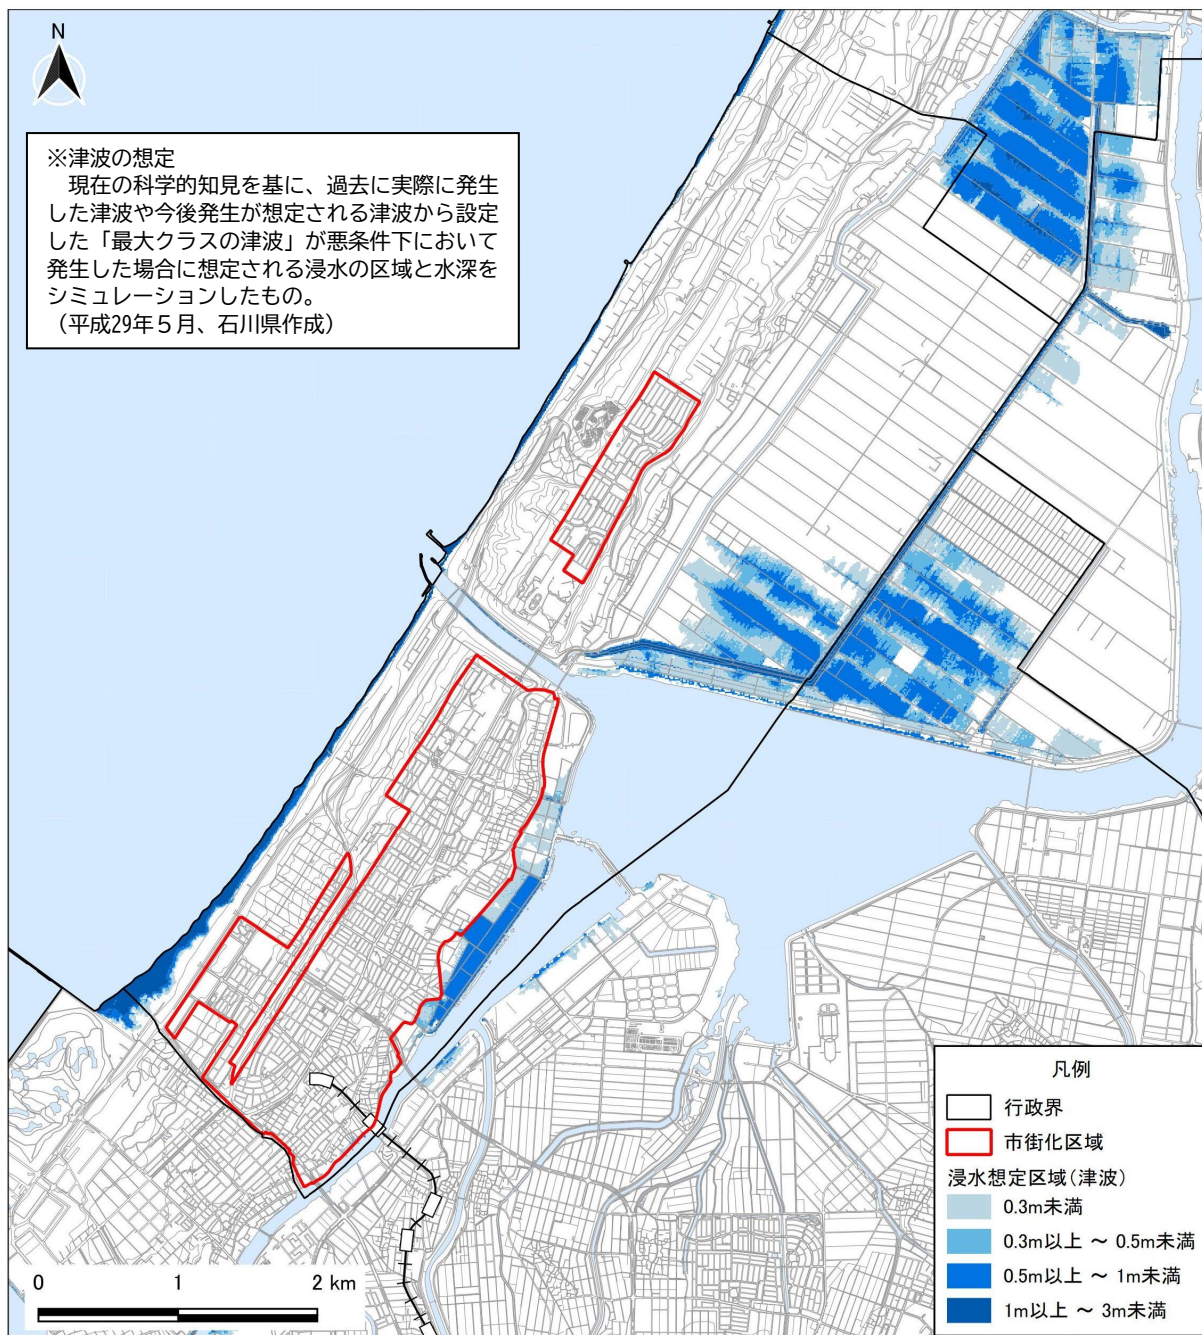 N
※津波の想定
　現在の科学的知見を基に、過去に実際に発生
した津波や今後発生が想定される津波から設定
した「最大クラスの津波」が悪条件下において
発生した場合に想定される浸水の区域と水深を
シミュレーションしたもの。
（平成29年５月、石川県作成）
凡例
行政界
市街化区域
浸水想定区域(津波)
0.3m未満
0.3m以上 ～ 0.5m未満
0.5m以上 ～ 1m未満
1m以上 ～ 3m未満
0 1 2 km